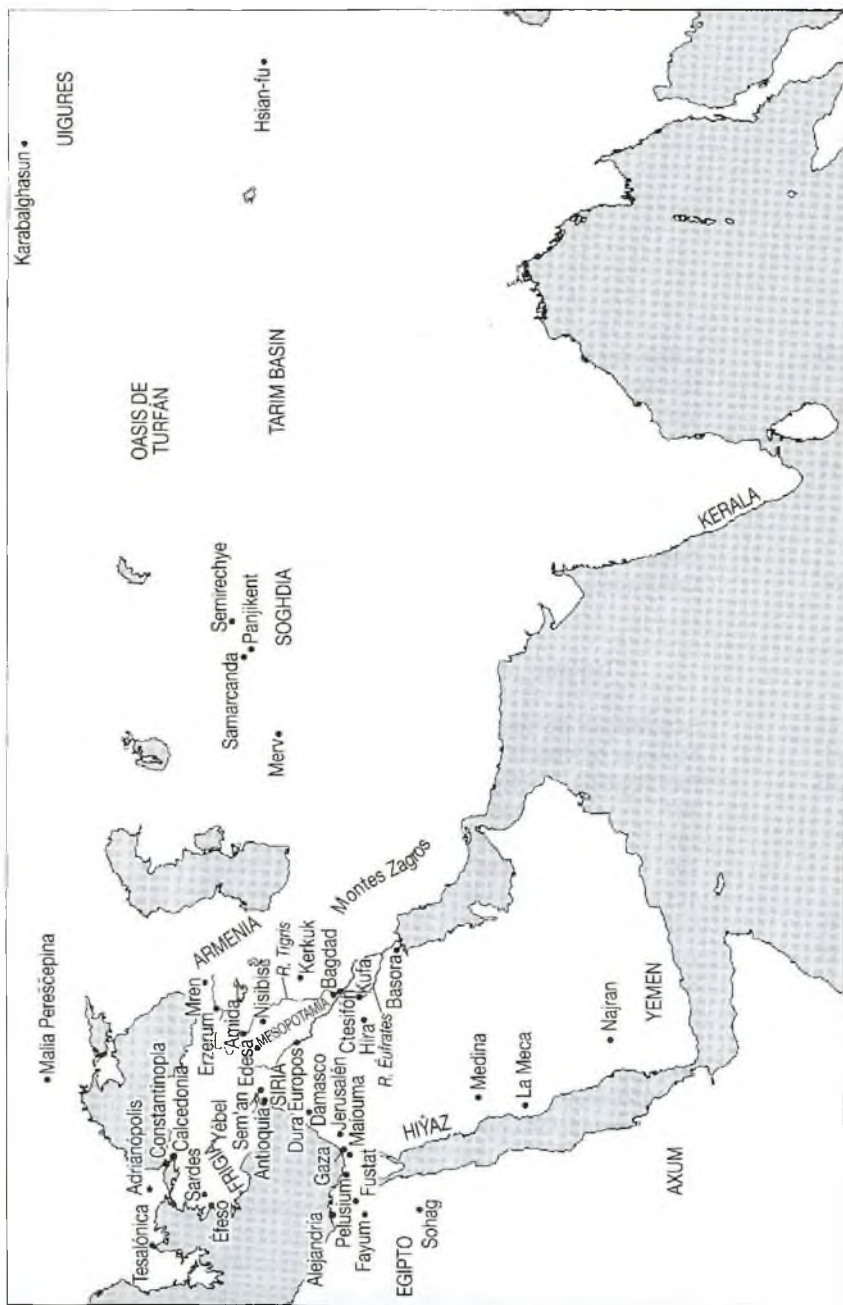 Karabalghasun
UIGURES
Hsian-fu
OASIS DE
TURFÁN
TARIM BASIN
Semirechye
Samarcanda
Panjikent
SOGHDIA
Merv
KERALA
Malia Pereščepina
ARMENIA
Montes Zagros
Mren
Erzerum
Amida
Nisibis
R. Tigris
Kerkuk
Edesa
MESOPOTAMIA
Bagdad
Ctesifón
Kufa
Hira
R. Eufrates
Basora
Adrianópolis
Constantinopla
Calcedonia
Tesalónica
Sardes
Éfeso
FRIGIA
Yébel
Sem'an
Antioquía
SIRIA
Dura Europos
Damasco
Jerusalén
Gaza
Maiouma
Alejandría
Pelusium
Fustat
Fayum
EGIPTO
Sohag
HIŶAZ
Medina
La Meca
Najran
YEMEN
AXUM